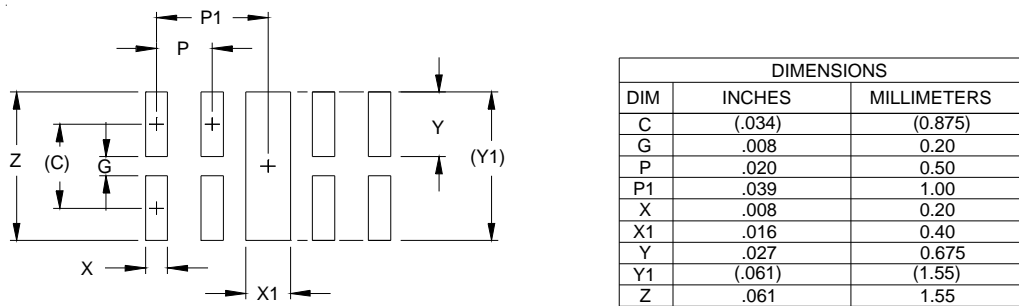 P1
P
Z
(C)
G
Y
(Y1)
X
X1
DIMENSIONS
DIM INCHES MILLIMETERS
C (.034) (0.875)
G .008 0.20
P .020 0.50
P1 .039 1.00
X .008 0.20
X1 .016 0.40
Y .027 0.675
Y1 (.061) (1.55)
Z .061 1.55